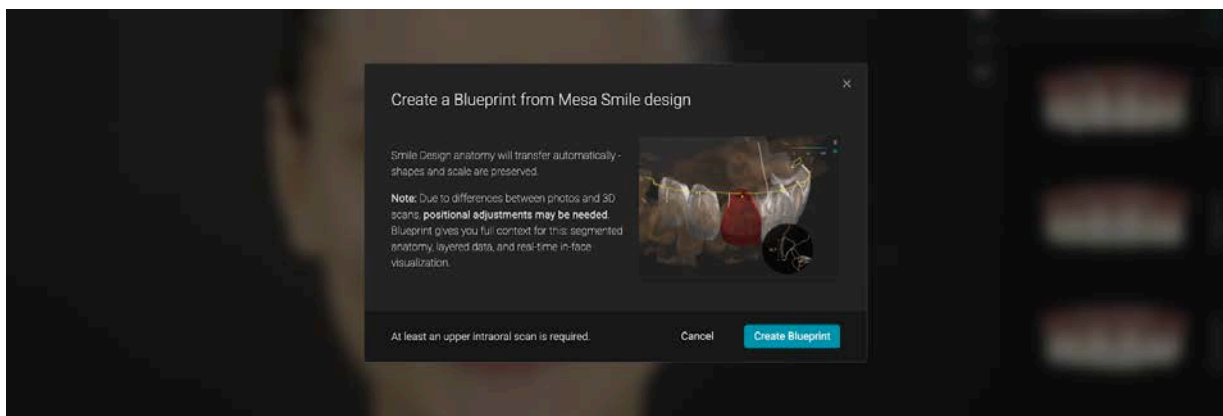 Create a Blueprint from Mesa Smile design
Smile Design anatomy will transfer automatically -
shapes and scale are preserved.
Note: Due to differences between photos and 3D
scans, positional adjustments may be needed.
Blueprint gives you full context for this: segmented
anatomy, layered data, and real-time in-face
visualization.
At least an upper intraoral scan is required.
Cancel
Create Blueprint